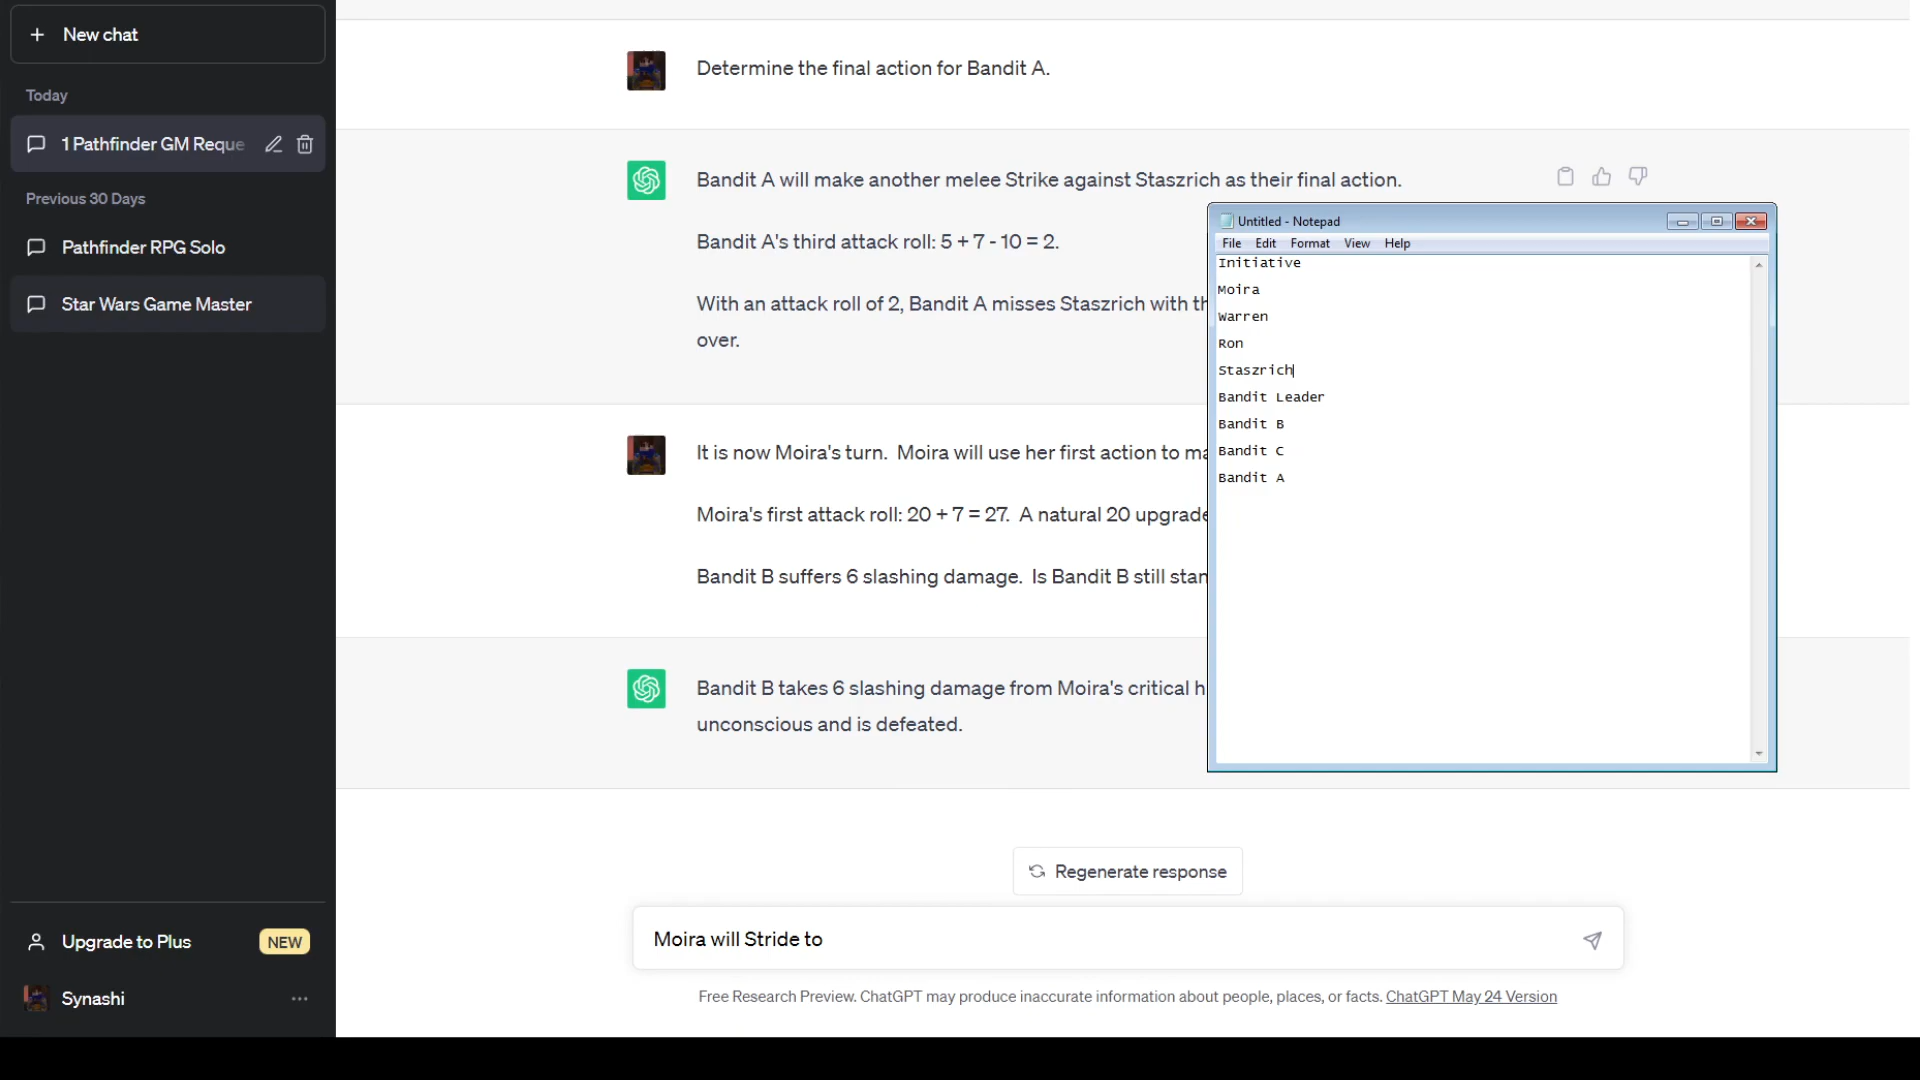 New chat
Today
1 Pathfinder GM Reque
Previous 30 Days
Pathfinder RPG Solo
Star Wars Game Master
Upgrade to Plus
NEW
Synashi
Determine the final action for Bandit A.
Bandit A will make another melee Strike against Staszrich as their final action.
Bandit A's third attack roll: 5 + 7 - 10 = 2.
With an attack roll of 2, Bandit A misses Staszrich with th
over.
It is now Moira's turn.  Moira will use her first action to ma
Moira's first attack roll: 20 + 7 = 27.  A natural 20 upgrade
Bandit B suffers 6 slashing damage.  Is Bandit B still stan
Bandit B takes 6 slashing damage from Moira's critical h
unconscious and is defeated.
Untitled - Notepad
File Edit Format View Help
Initiative
Moira
Warren
Ron
Staszrich
Bandit Leader
Bandit B
Bandit C
Bandit A
Regenerate response
Moira will Stride to
Free Research Preview. ChatGPT may produce inaccurate information about people, places, or facts. ChatGPT May 24 Version